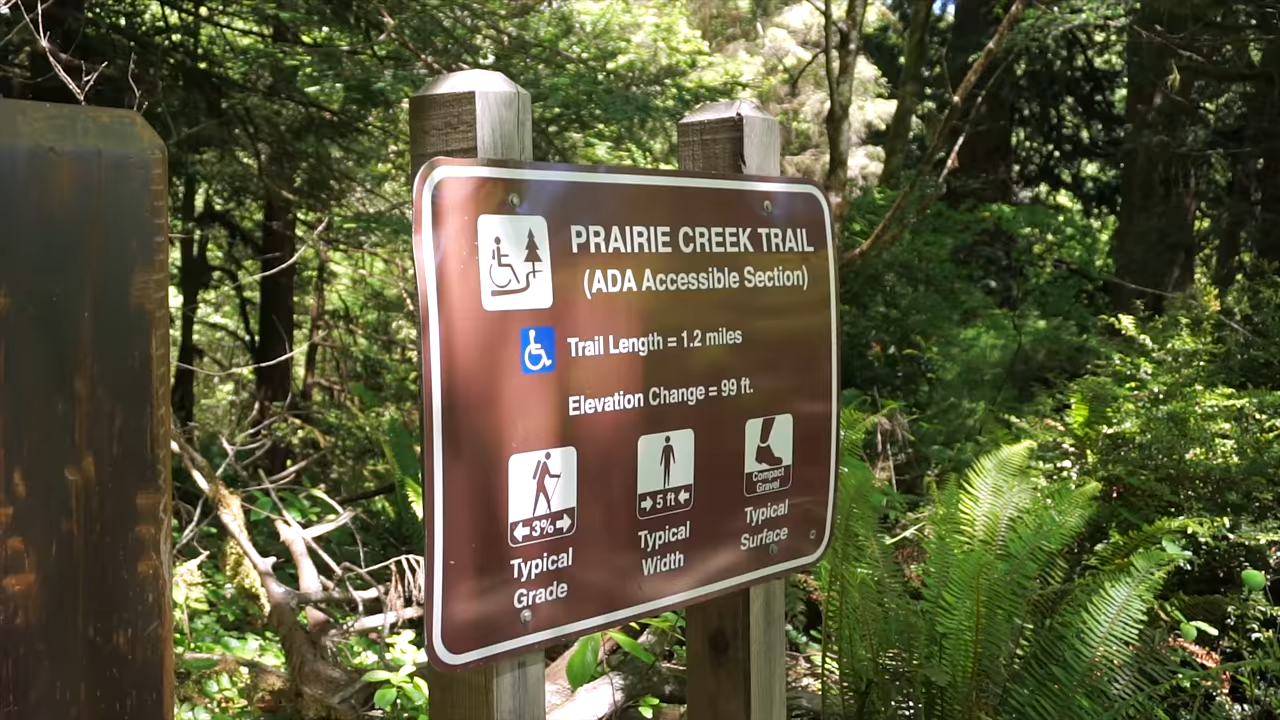 PRAIRIE CREEK TRAIL
(ADA Accessible Section)
Trail Length = 1.2 miles
Elevation Change = 99 ft.
3%
Typical
Grade
5 ft
Typical
Width
Compact
Gravel
Typical
Surface